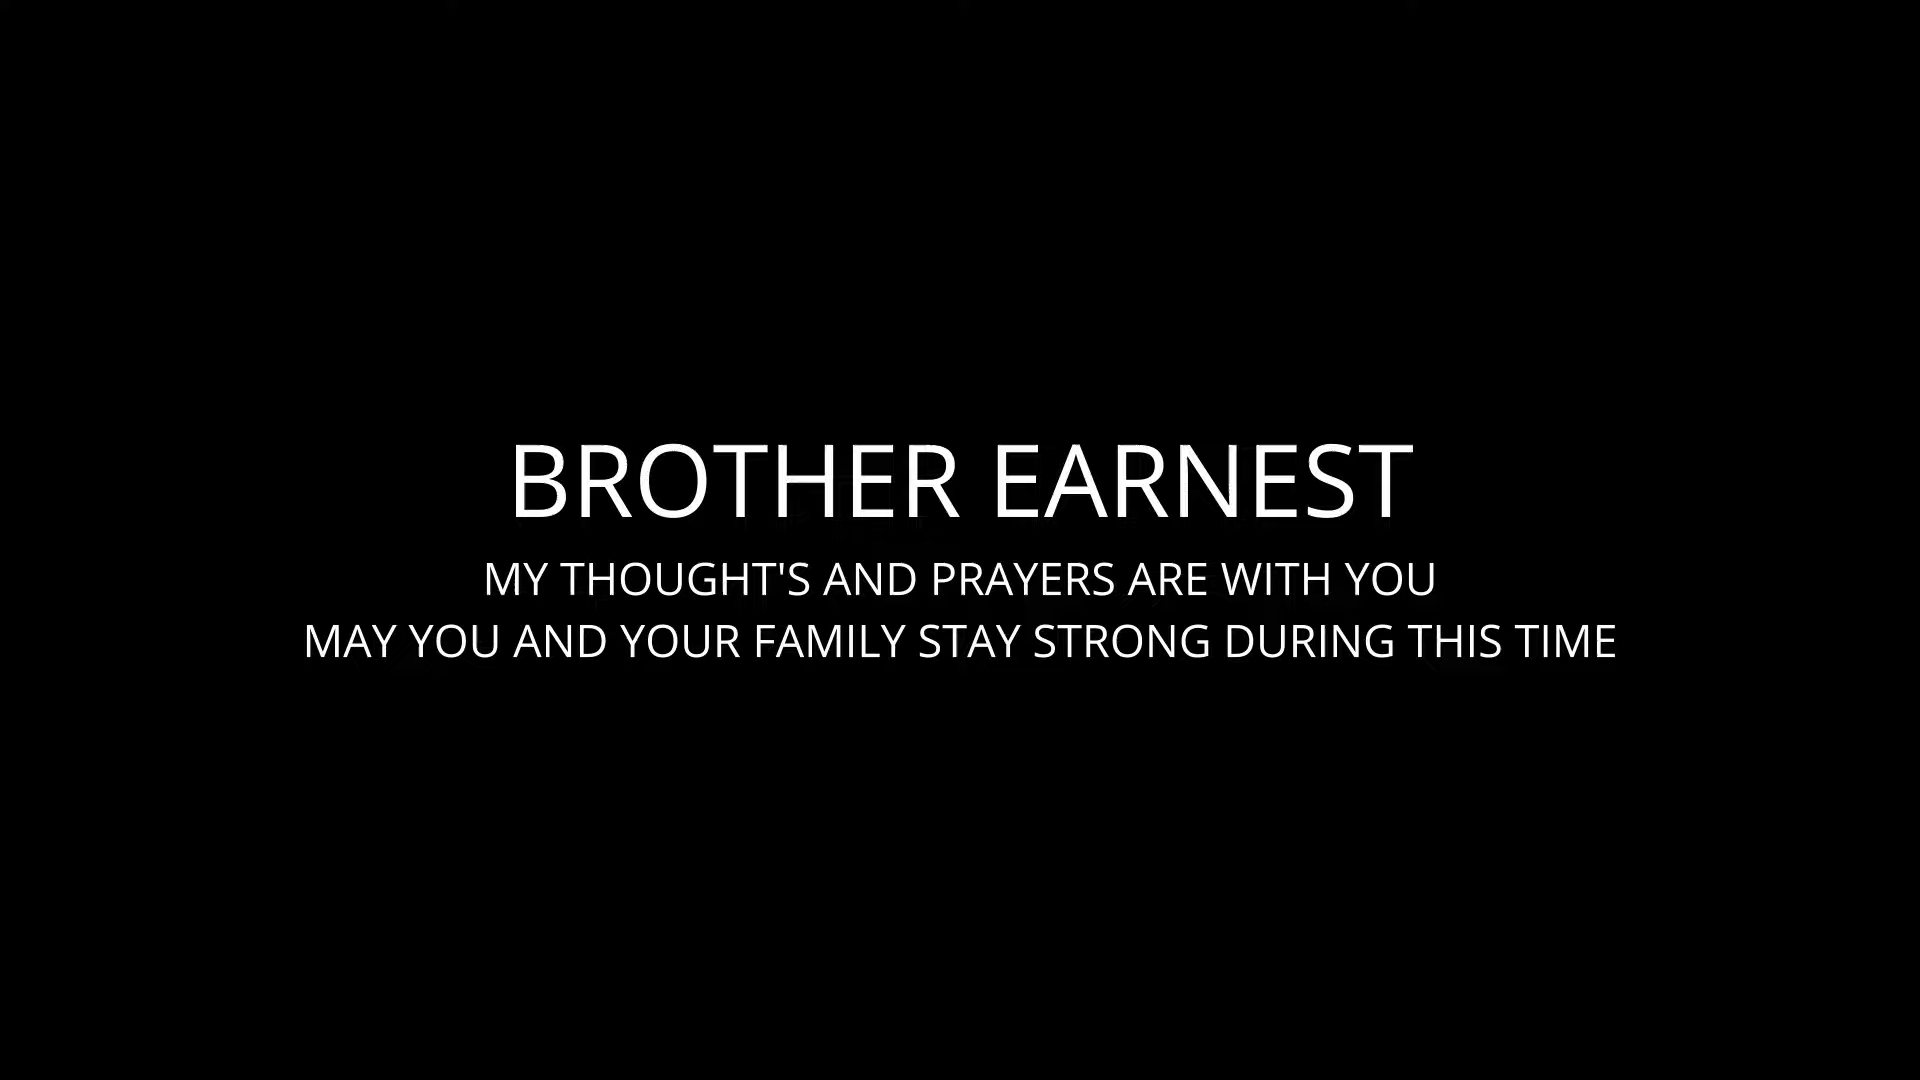 BROTHER EARNEST
MY THOUGHT'S AND PRAYERS ARE WITH YOU
MAY YOU AND YOUR FAMILY STAY STRONG DURING THIS TIME